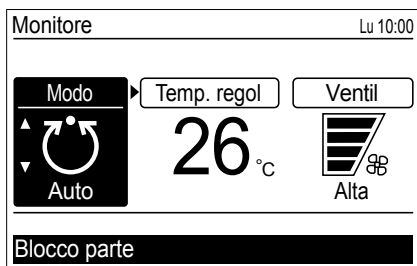 Monitore Lu 10:00
Modo Temp. regol Ventil
26 °C
Auto Alta
Blocco parte